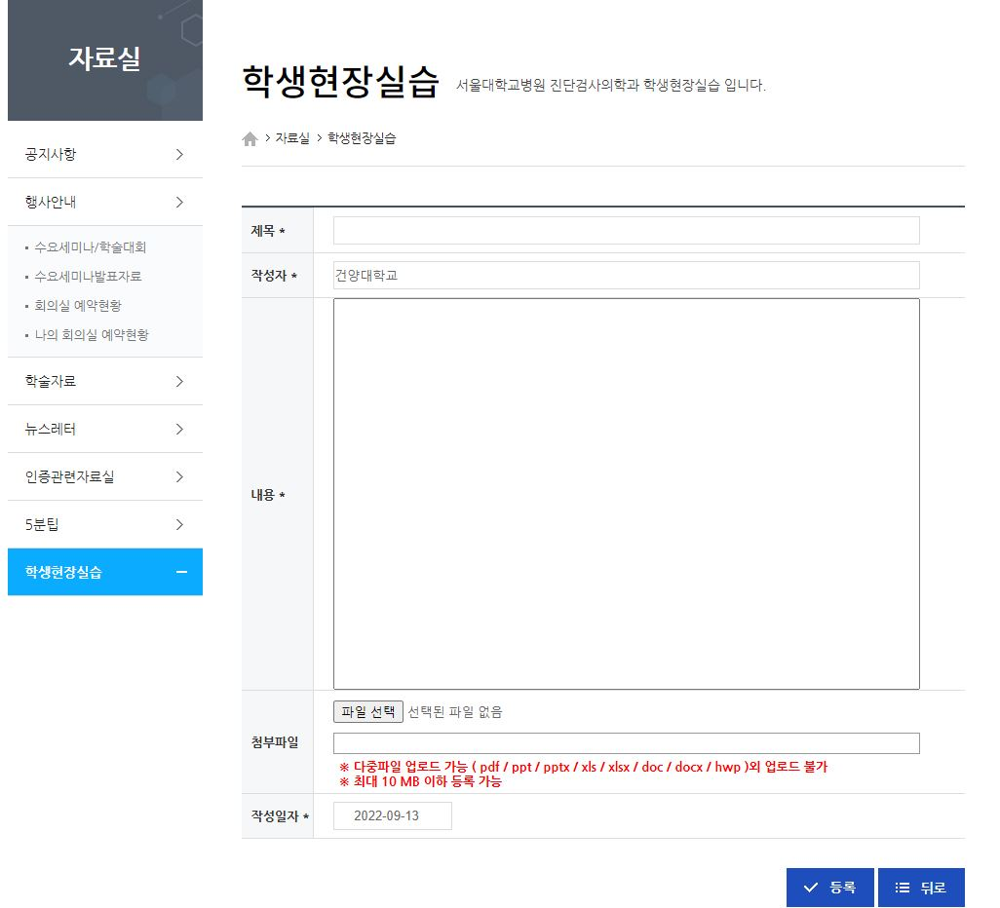 자료실
공지사항
행사안내
수요세미나/학술대회
수요세미나발표자료
회의실 예약현황
나의 회의실 예약현황
학술자료
뉴스레터
인증관련자료실
5분팁
학생현장실습
학생현장실습 서울대학교병원 진단검사의학과 학생현장실습 입니다.
> 자료실 > 학생현장실습
제목 *
작성자 * 건양대학교
내용 *
첨부파일
파일 선택 선택된 파일 없음
※ 다중파일 업로드 가능 ( pdf / ppt / pptx / xls / xlsx / doc / docx / hwp )외 업로드 불가
※ 최대 10 MB 이하 등록 가능
작성일자 * 2022-09-13
등록 뒤로